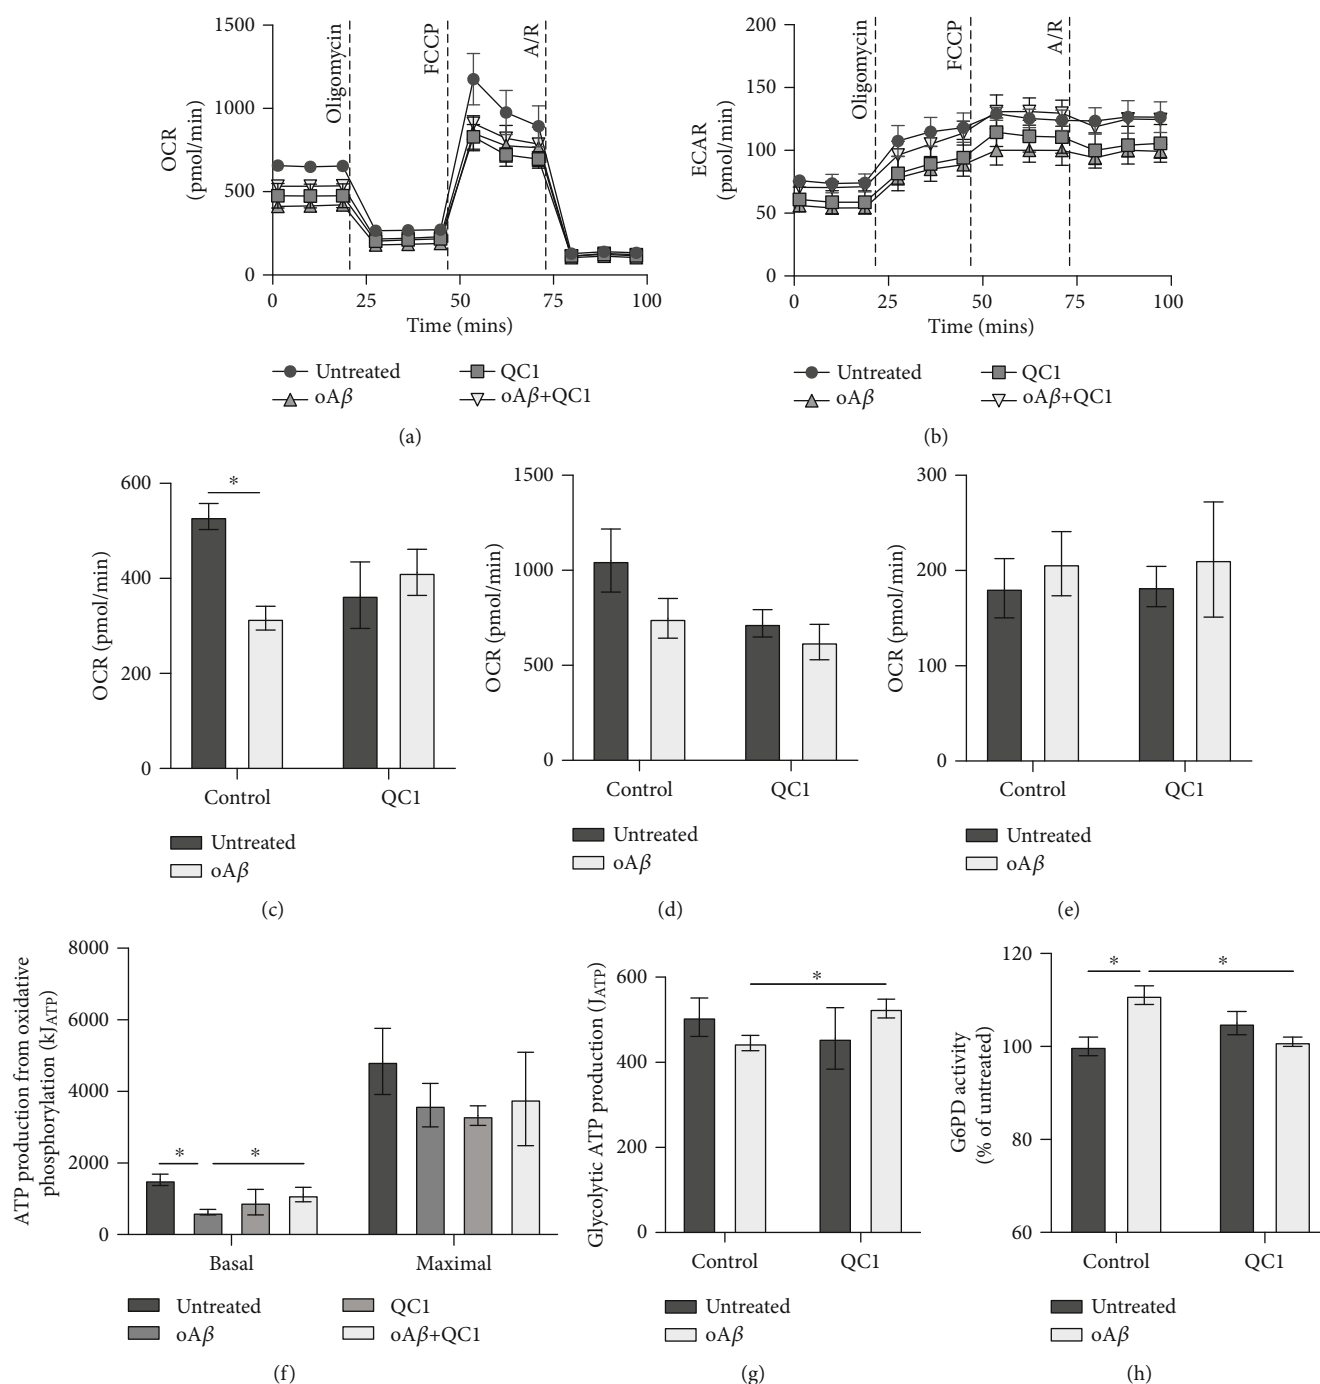 1500
1000
500
0
OCR
(pmol/min)
Oligomycin
FCCP
A/R
0 25 50 75 100
Time (mins)
Untreated QC1
oAβ oAβ+QC1
(a)
200
150
100
50
0
ECAR
(pmol/min)
Oligomycin
FCCP
A/R
0 25 50 75 100
Time (mins)
Untreated QC1
oAβ oAβ+QC1
(b)
600
400
200
0
OCR (pmol/min)
*
Control QC1
Untreated
oAβ
(c)
1500
1000
500
0
OCR (pmol/min)
Control QC1
Untreated
oAβ
(d)
300
200
100
0
OCR (pmol/min)
Control QC1
Untreated
oAβ
(e)
8000
6000
4000
2000
0
ATP production from oxidative
phosphorylation (kJATP)
* *
Basal Maximal
Untreated QC1
oAβ oAβ+QC1
(f)
600
400
200
0
Glycolytic ATP production (JATP)
*
Control QC1
Untreated
oAβ
(g)
120
100
80
60
G6PD activity
(% of untreated)
* *
Control QC1
Untreated
oAβ
(h)